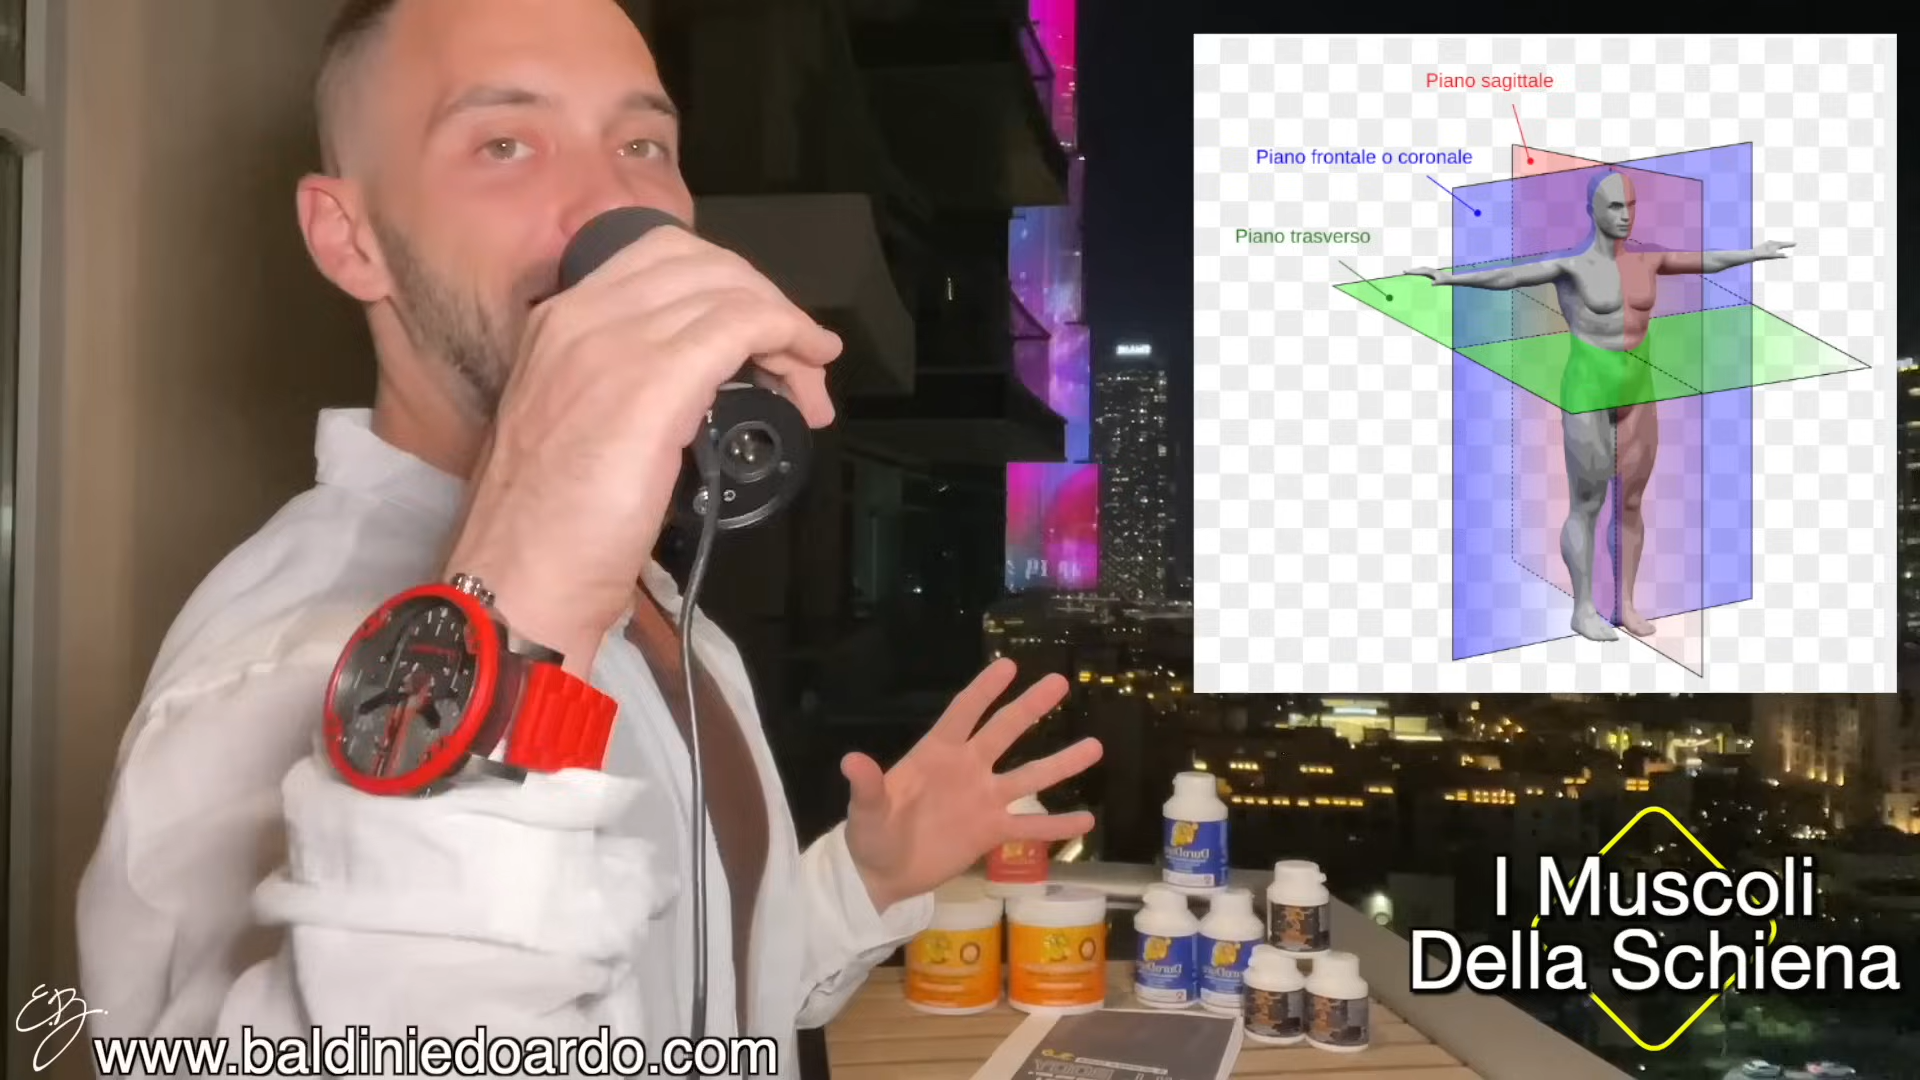 Piano sagittale
Piano frontale o coronale
Piano trasverso
I Muscoli
Della Schiena
E.B.
www.baldiniedoardo.com